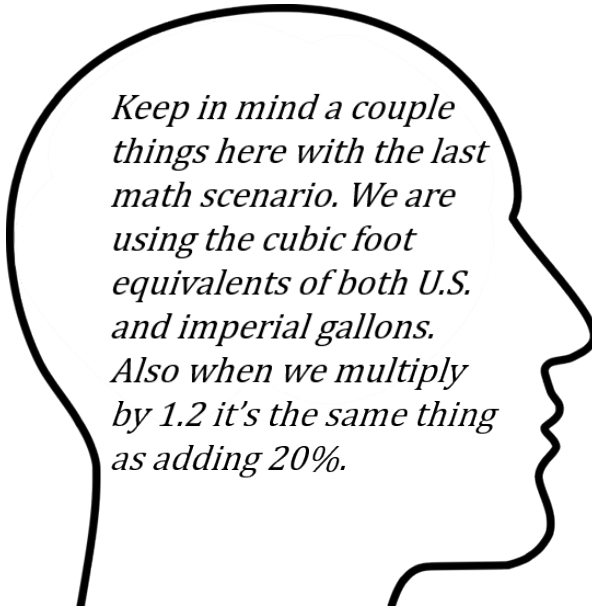 Keep in mind a couple
things here with the last
math scenario. We are
using the cubic foot
equivalents of both U.S.
and imperial gallons.
Also when we multiply
by 1.2 it’s the same thing
as adding 20%.